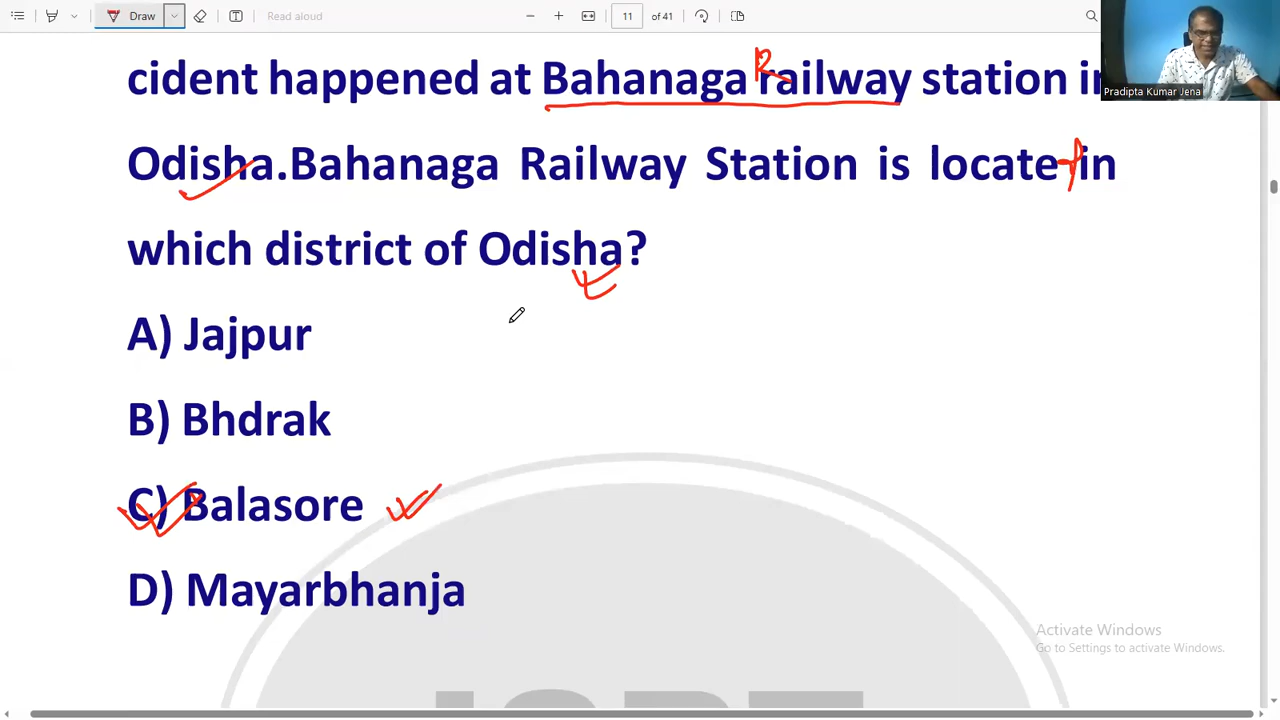 Draw
Read aloud
11 of 41
Pradipta Kumar Jena
cident happened at Bahanaga railway station in
R
Odisha.Bahanaga Railway Station is locate in
which district of Odisha?
A) Jajpur
B) Bhdrak
C) Balasore
D) Mayarbhanja
Activate Windows
Go to Settings to activate Windows.